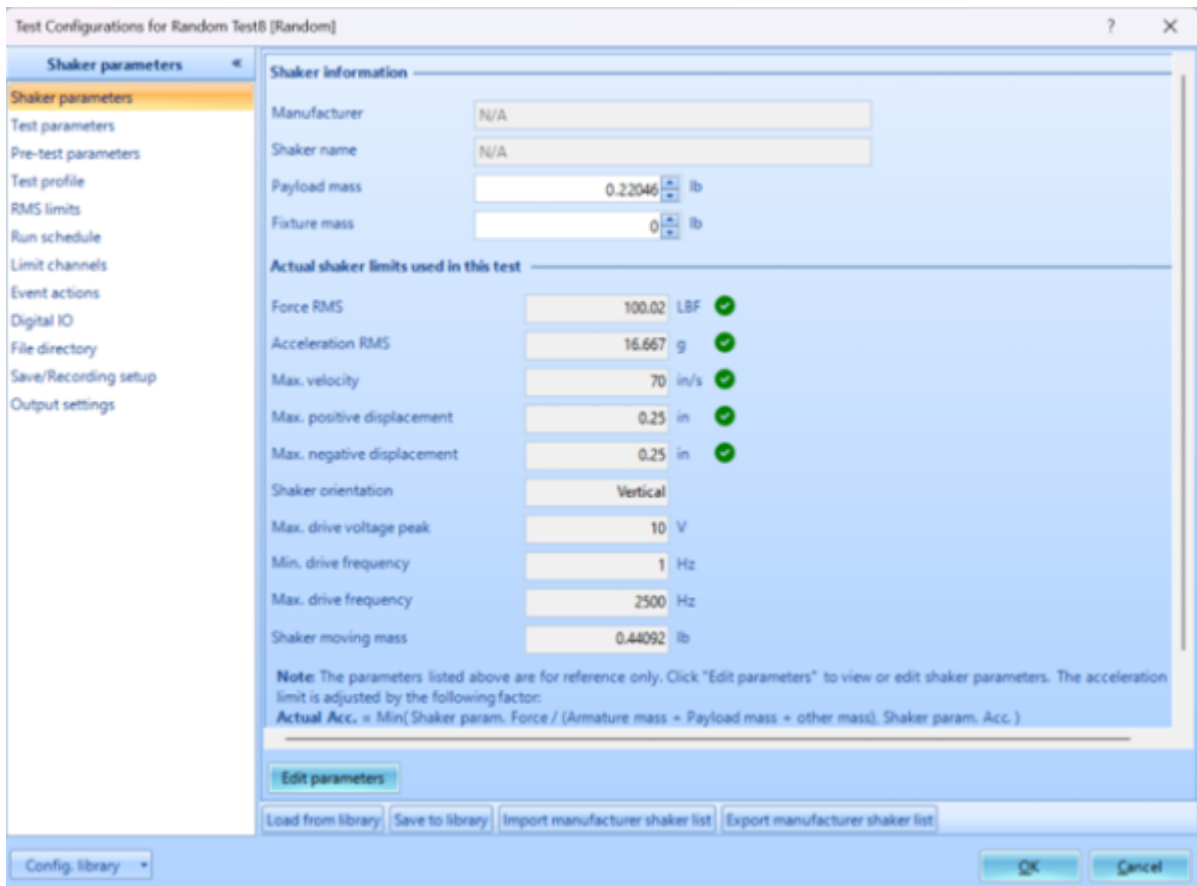 Test Configurations for Random Test8 [Random]
? ×
Shaker parameters «
Shaker parameters
Test parameters
Pre-test parameters
Test profile
RMS limits
Run schedule
Limit channels
Event actions
Digital IO
File directory
Save/Recording setup
Output settings
Shaker information
Manufacturer N/A
Shaker name N/A
Payload mass 0.22046 lb
Fixture mass 0 lb
Actual shaker limits used in this test
Force RMS 100.02 LBF
Acceleration RMS 16.667 g
Max. velocity 70 in/s
Max. positive displacement 0.25 in
Max. negative displacement 0.25 in
Shaker orientation Vertical
Max. drive voltage peak 10 V
Min. drive frequency 1 Hz
Max. drive frequency 2500 Hz
Shaker moving mass 0.44092 lb
Note: The parameters listed above are for reference only. Click "Edit parameters" to view or edit shaker parameters. The acceleration
limit is adjusted by the following factor:
Actual Acc. = Min( Shaker param. Force / (Armature mass + Payload mass + other mass), Shaker param. Acc. )
Edit parameters
Load from library Save to library Import manufacturer shaker list Export manufacturer shaker list
Config. library OK Cancel